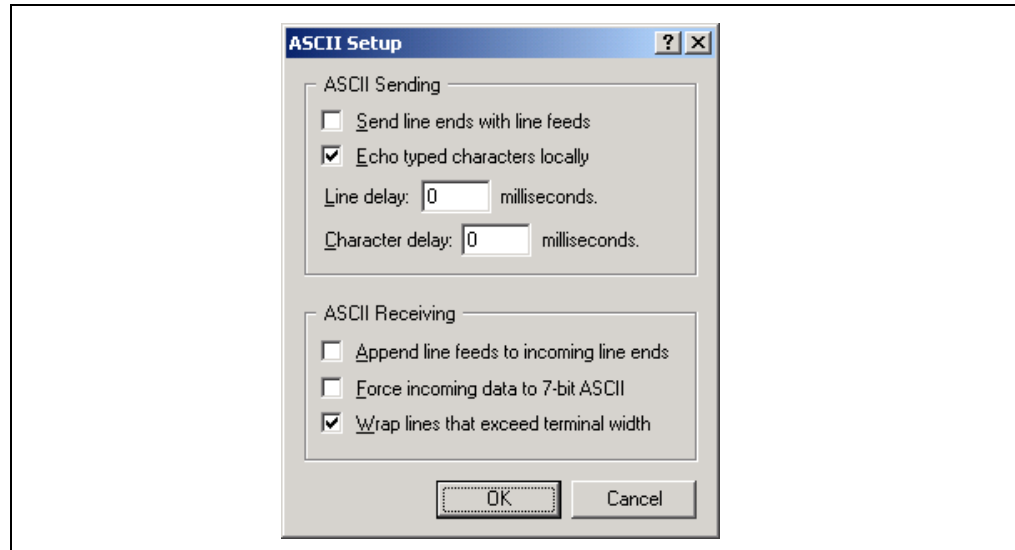 ASCII Setup
ASCII Sending
Send line ends with line feeds
Echo typed characters locally
Line delay: 0 milliseconds.
Character delay: 0 milliseconds.
ASCII Receiving
Append line feeds to incoming line ends
Force incoming data to 7-bit ASCII
Wrap lines that exceed terminal width
OK Cancel